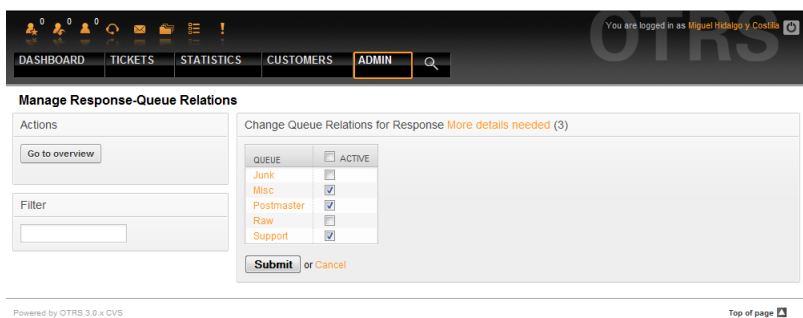 0 0 0
OTRS
You are logged in as Miguel Hidalgo y Costilla
DASHBOARD TICKETS STATISTICS CUSTOMERS ADMIN
Manage Response-Queue Relations
Actions
Go to overview
Filter
Change Queue Relations for Response More details needed (3)
QUEUE ACTIVE
Junk
Misc
Postmaster
Raw
Support
Submit or Cancel
Powered by OTRS 3.0.x CVS
Top of page